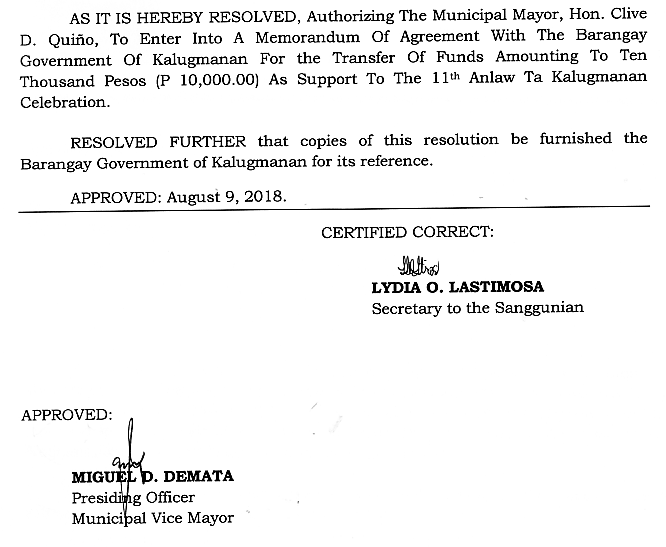 AS IT IS HEREBY RESOLVED, Authorizing The Municipal Mayor, Hon. Clive
D. Quiño, To Enter Into A Memorandum Of Agreement With The Barangay
Government Of Kalugmanan For the Transfer Of Funds Amounting To Ten
Thousand Pesos (P 10,000.00) As Support To The 11th Anlaw Ta Kalugmanan
Celebration.
RESOLVED FURTHER that copies of this resolution be furnished the
Barangay Government of Kalugmanan for its reference.
APPROVED: August 9, 2018.
CERTIFIED CORRECT:
LYDIA O. LASTIMOSA
Secretary to the Sanggunian
APPROVED:
MIGUEL D. DEMATA
Presiding Officer
Municipal Vice Mayor